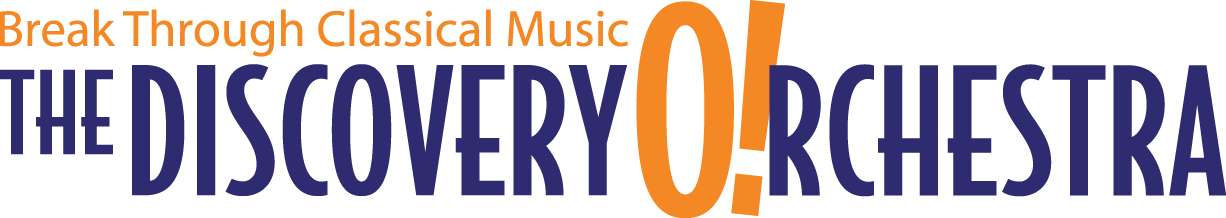 Break Through Classical Music
THE DISCOVERY O!RCHESTRA